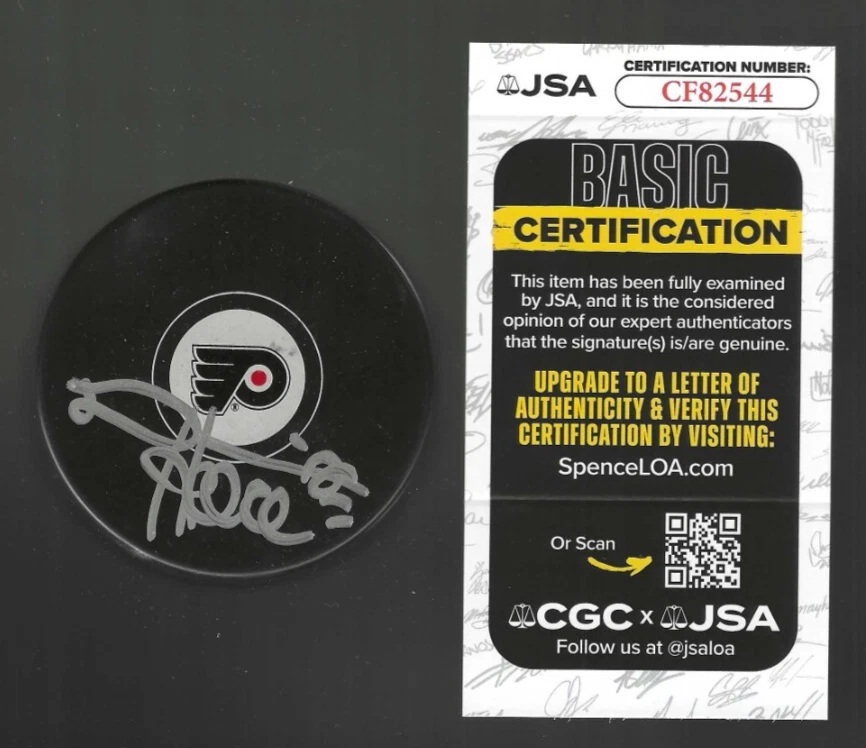 JSA
CERTIFICATION NUMBER:
CF82544
BASIC
CERTIFICATION
This item has been fully examined
by JSA, and it is the considered
opinion of our expert authenticators
that the signature(s) is/are genuine.
UPGRADE TO A LETTER OF
AUTHENTICITY & VERIFY THIS
CERTIFICATION BY VISITING:
SpenceLOA.com
Or Scan
CGC x JSA
Follow us at @jsaloa